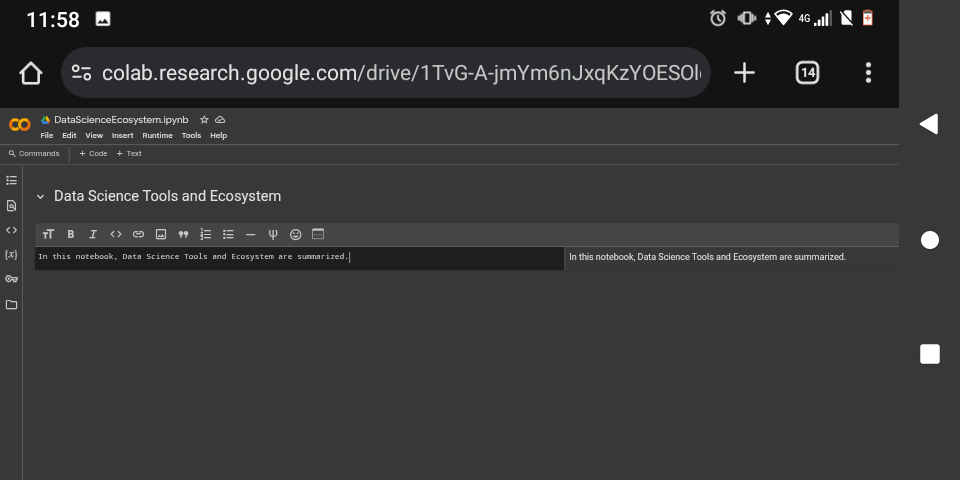 11:58
4G
colab.research.google.com/drive/1TvG-A-jmYm6nJxqKzYOESOl
14
DataScienceEcosystem.ipynb
File Edit View Insert Runtime Tools Help
Commands + Code + Text
Data Science Tools and Ecosystem
In this notebook, Data Science Tools and Ecosystem are summarized.
In this notebook, Data Science Tools and Ecosystem are summarized.